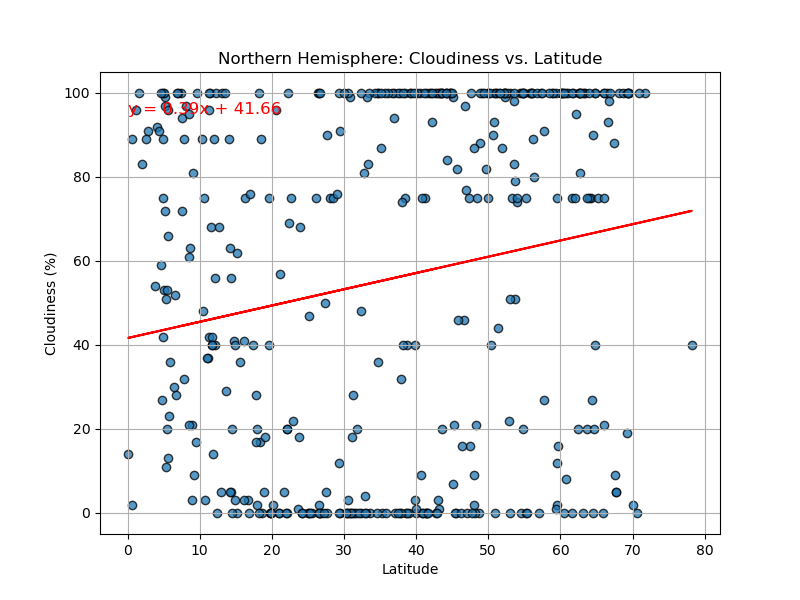 Northern Hemisphere: Cloudiness vs. Latitude
y = 0.39x + 41.66
Cloudiness (%)
100
80
60
40
20
0
0 10 20 30 40 50 60 70 80
Latitude